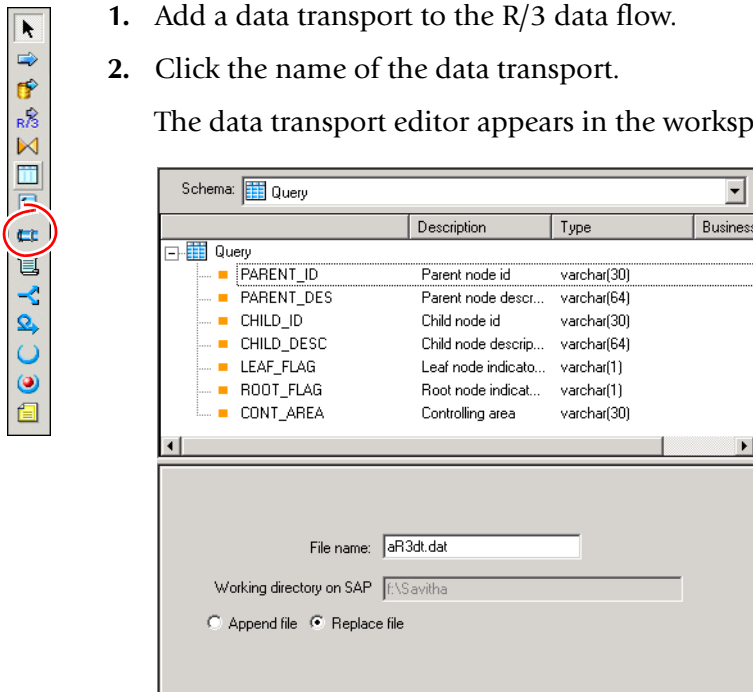 1. Add a data transport to the R/3 data flow.
2. Click the name of the data transport.
The data transport editor appears in the worksp
R/3
Schema: Query
Description Type Business
Query
PARENT_ID Parent node id varchar(30)
PARENT_DES Parent node descr... varchar(64)
CHILD_ID Child node id varchar(30)
CHILD_DESC Child node descrip... varchar(64)
LEAF_FLAG Leaf node indicato... varchar(1)
ROOT_FLAG Root node indicat... varchar(1)
CONT_AREA Controlling area varchar(30)
File name: aR3dt.dat
Working directory on SAP f:\Savitha
Append file Replace file